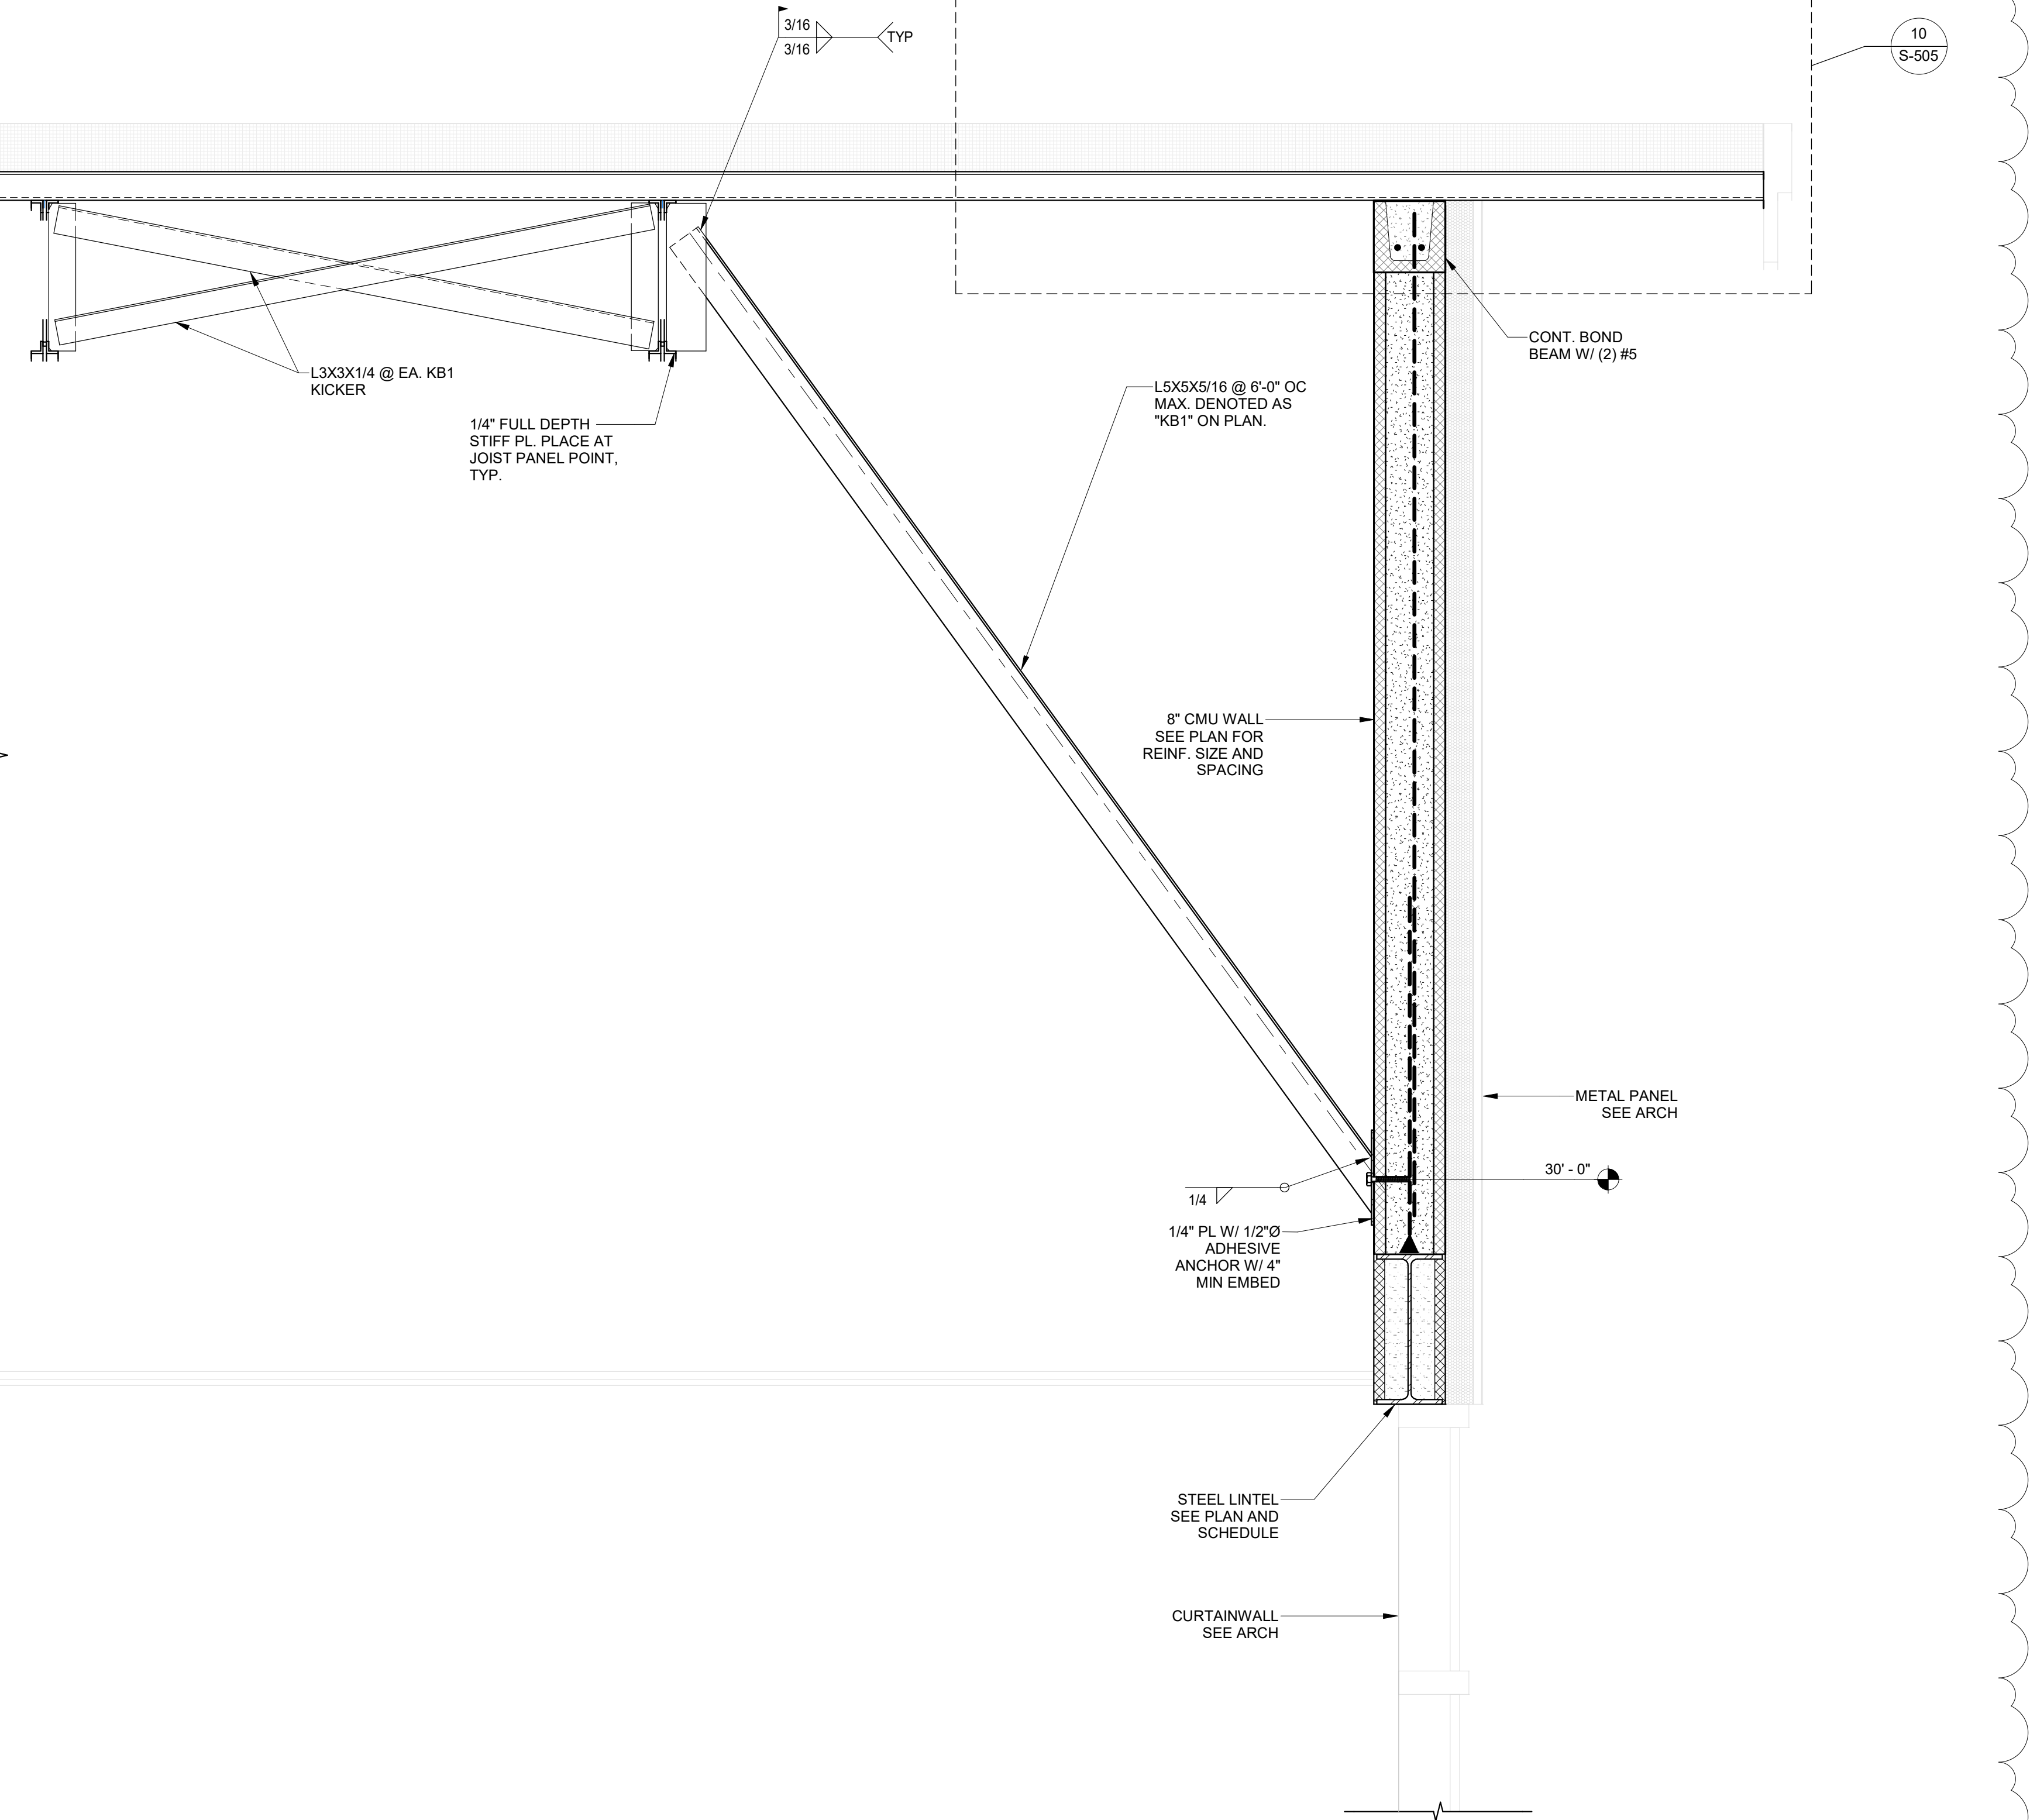 3/16
3/16
TYP
10
S-505
CONT. BOND
BEAM W/ (2) #5
L3X3X1/4 @ EA. KB1
KICKER
L5X5X5/16 @ 6'-0" OC
MAX. DENOTED AS
"KB1" ON PLAN.
1/4" FULL DEPTH
STIFF PL. PLACE AT
JOIST PANEL POINT,
TYP.
8" CMU WALL
SEE PLAN FOR
REINF. SIZE AND
SPACING
METAL PANEL
SEE ARCH
30' - 0"
1/4
1/4" PL W/ 1/2"Ø
ADHESIVE
ANCHOR W/ 4"
MIN EMBED
STEEL LINTEL
SEE PLAN AND
SCHEDULE
CURTAINWALL
SEE ARCH